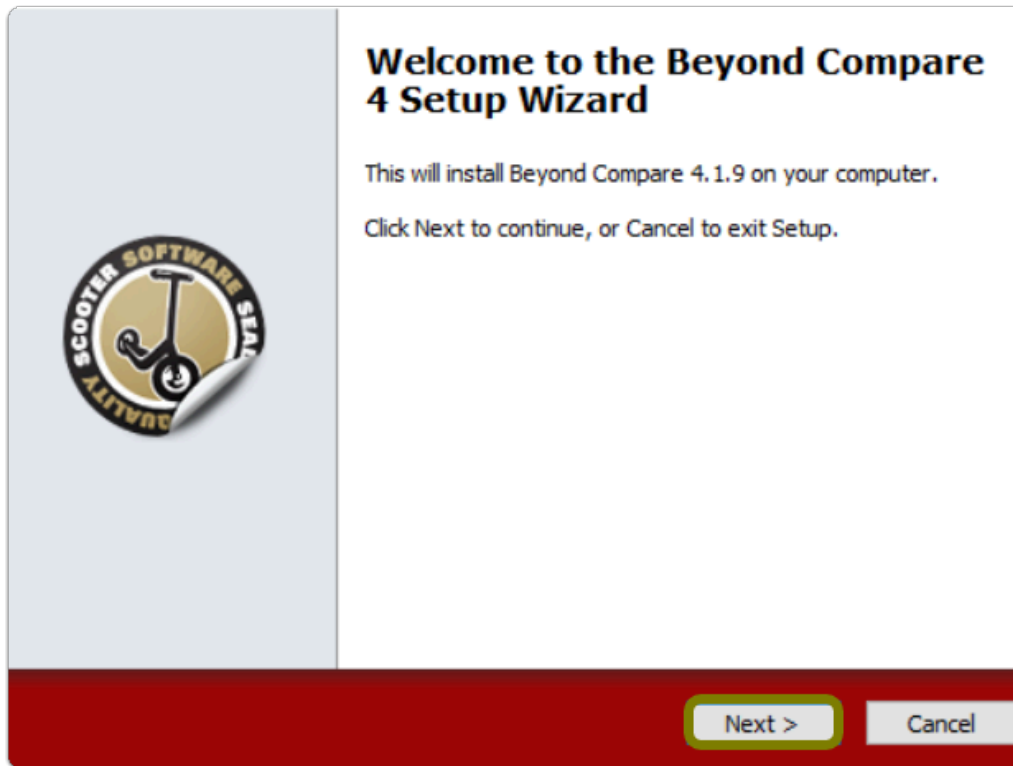 Welcome to the Beyond Compare
4 Setup Wizard
This will install Beyond Compare 4.1.9 on your computer.
Click Next to continue, or Cancel to exit Setup.
SCOOTER SOFTWARE SEAL
QUALITY
Next >
Cancel